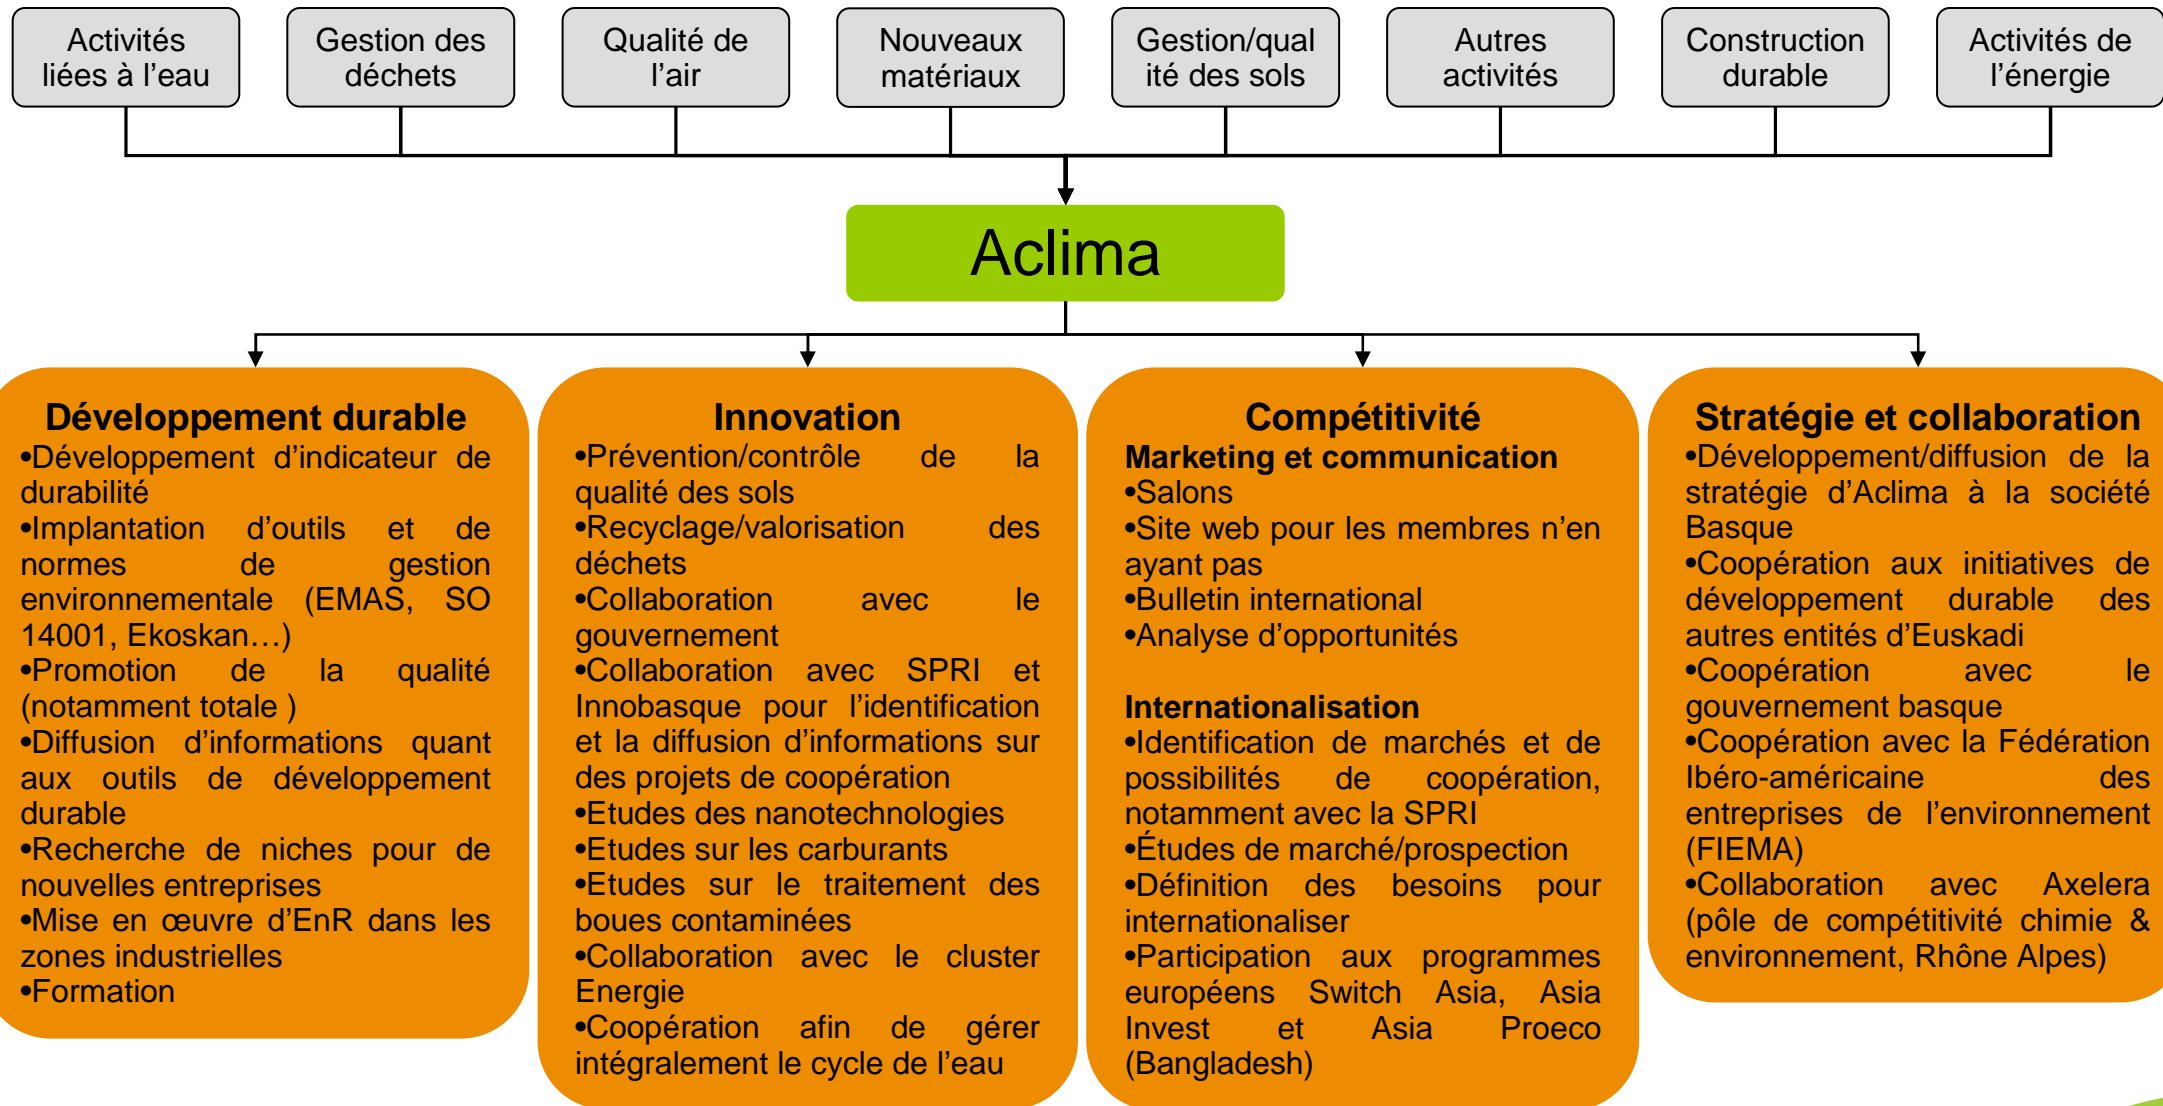 Activités
liées à l’eau
Gestion des
déchets
Qualité de
l’air
Nouveaux
matériaux
Gestion/qual
ité des sols
Autres
activités
Construction
durable
Activités de
l’énergie
Aclima
Développement durable
•Développement d’indicateur de
durabilité
•Implantation d’outils et de
normes de gestion
environnementale (EMAS, SO
14001, Ekoskan…)
•Promotion de la qualité
(notamment totale )
•Diffusion d’informations quant
aux outils de développement
durable
•Recherche de niches pour de
nouvelles entreprises
•Mise en œuvre d’EnR dans les
zones industrielles
•Formation
Innovation
•Prévention/contrôle de la
qualité des sols
•Recyclage/valorisation des
déchets
•Collaboration avec le
gouvernement
•Collaboration avec SPRI et
Innobasque pour l’identification
et la diffusion d’informations sur
des projets de coopération
•Etudes des nanotechnologies
•Etudes sur les carburants
•Etudes sur le traitement des
boues contaminées
•Collaboration avec le cluster
Energie
•Coopération afin de gérer
intégralement le cycle de l’eau
Compétitivité
Marketing et communication
•Salons
•Site web pour les membres n’en
ayant pas
•Bulletin international
•Analyse d’opportunités
Internationalisation
•Identification de marchés et de
possibilités de coopération,
notamment avec la SPRI
•Études de marché/prospection
•Définition des besoins pour
internationaliser
•Participation aux programmes
européens Switch Asia, Asia
Invest et Asia Proeco
(Bangladesh)
Stratégie et collaboration
•Développement/diffusion de la
stratégie d’Aclima à la société
Basque
•Coopération aux initiatives de
développement durable des
autres entités d’Euskadi
•Coopération avec le
gouvernement basque
•Coopération avec la Fédération
Ibéro-américaine des
entreprises de l’environnement
(FIEMA)
•Collaboration avec Axelera
(pôle de compétitivité chimie &
environnement, Rhône Alpes)